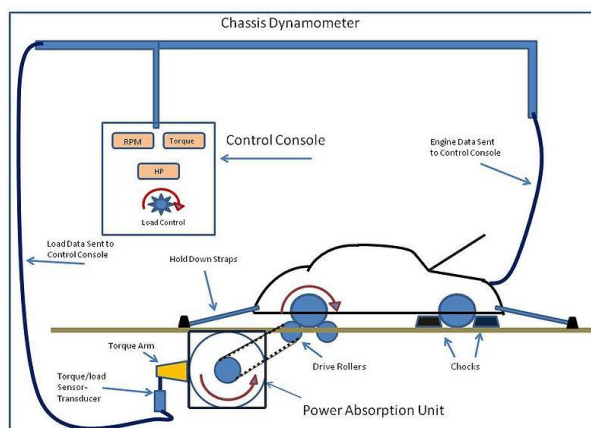 Chassis Dynamometer
RPM
Torque
HP
Load Control
Control Console
Engine Data Sent
to Control Console
Load Data Sent to
Control Console
Hold Down Straps
Torque Arm
Torque/load
Sensor-
Transducer
Drive Rollers
Chocks
Power Absorption Unit